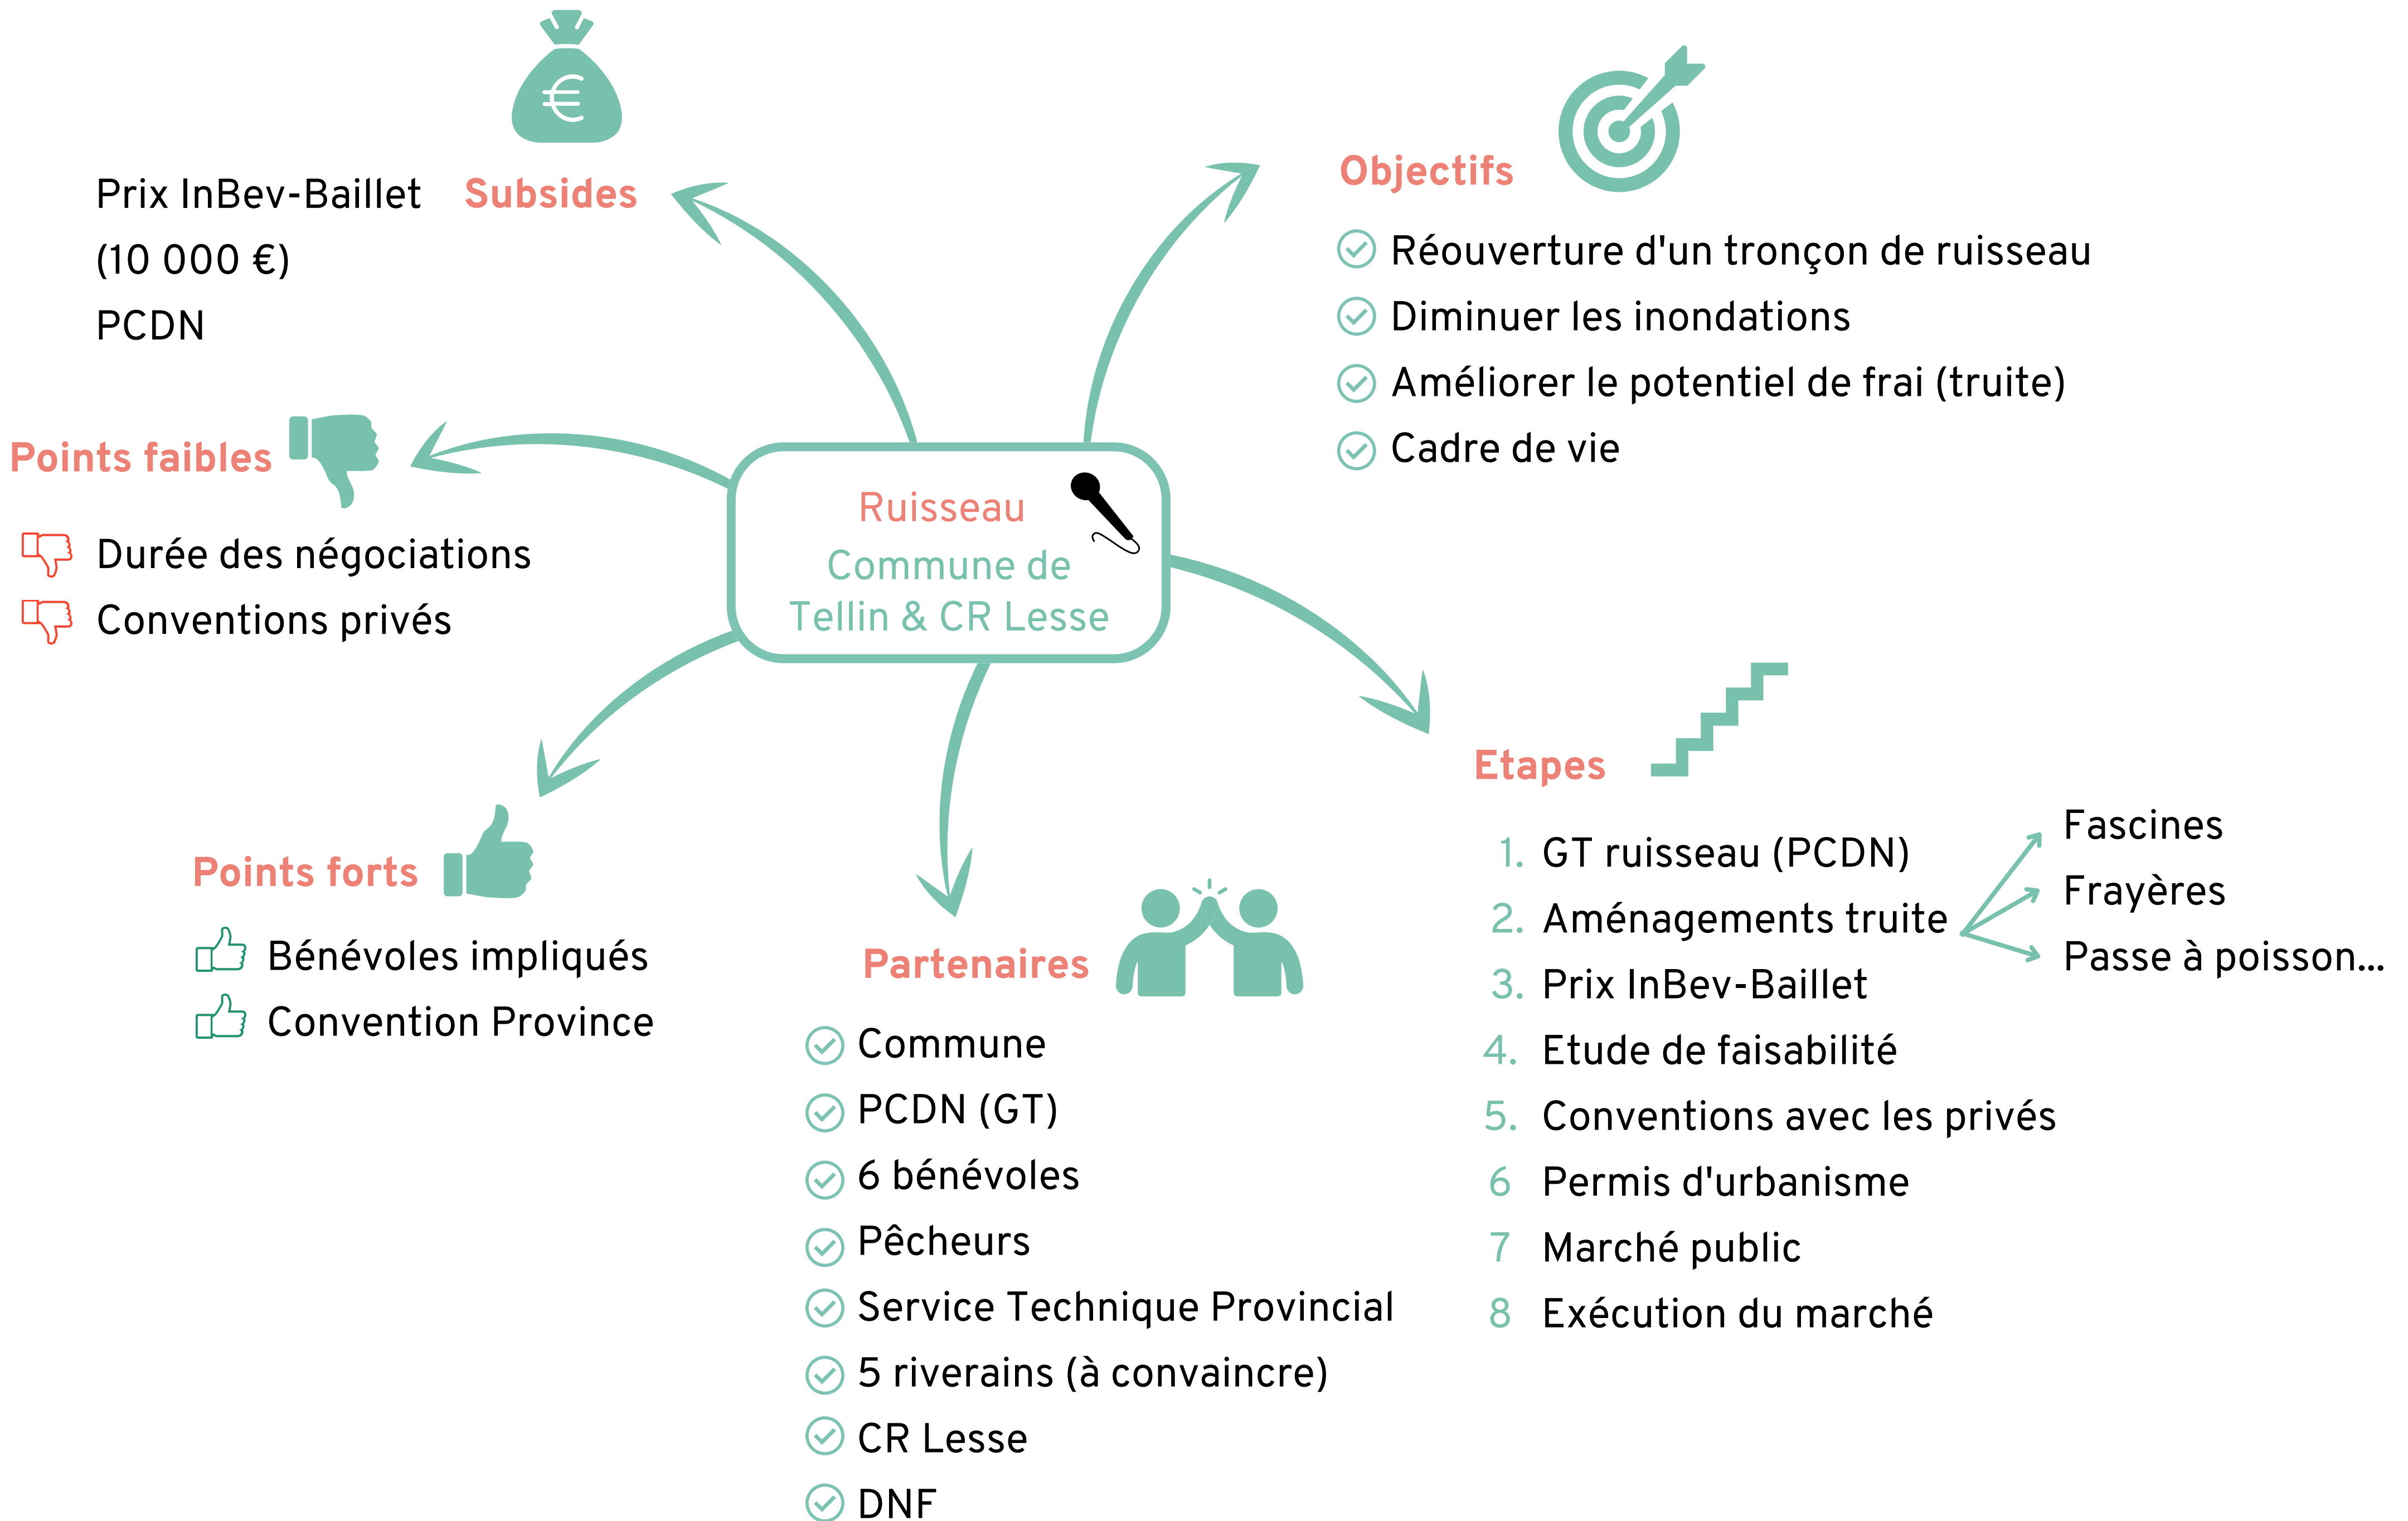 Ruisseau
Commune de
Tellin & CR Lesse
Subsides
Prix InBev-Baillet
(10 000 €)
PCDN
Objectifs
Réouverture d'un tronçon de ruisseau
Diminuer les inondations
Améliorer le potentiel de frai (truite)
Cadre de vie
Points faibles
Durée des négociations
Conventions privés
Points forts
Bénévoles impliqués
Convention Province
Partenaires
Commune
PCDN (GT)
6 bénévoles
Pêcheurs
Service Technique Provincial
5 riverains (à convaincre)
CR Lesse
DNF
Etapes
1. GT ruisseau (PCDN)
2. Aménagements truite
Fascines
Frayères
Passe à poisson...
3. Prix InBev-Baillet
4. Etude de faisabilité
5. Conventions avec les privés
6 Permis d'urbanisme
7 Marché public
8 Exécution du marché